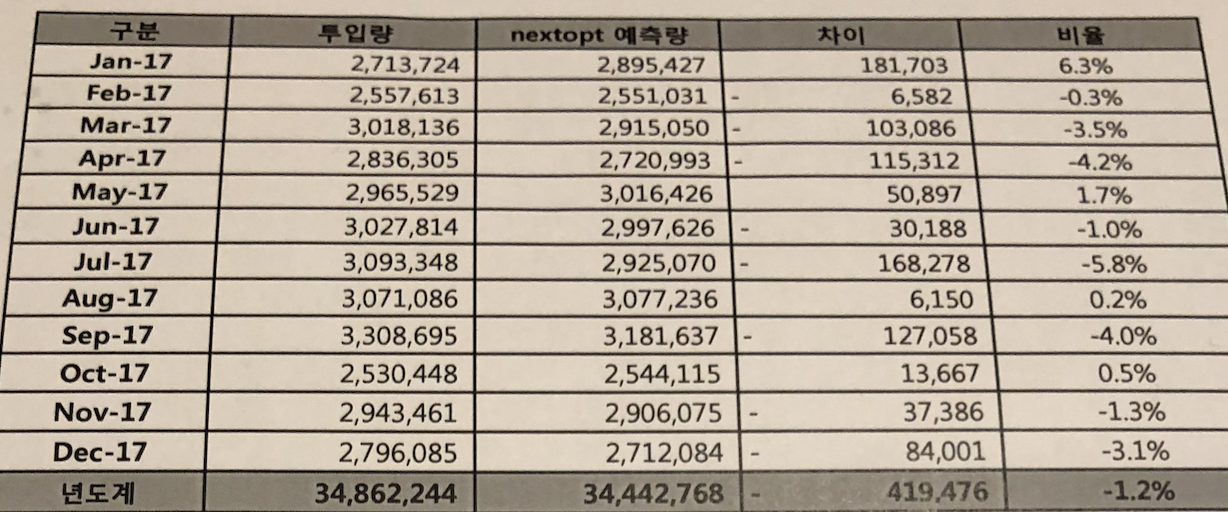 구분 투입량 nextopt 예측량 차이 비율
Jan-17 2,713,724 2,895,427 181,703 6.3%
Feb-17 2,557,613 2,551,031 - 6,582 -0.3%
Mar-17 3,018,136 2,915,050 - 103,086 -3.5%
Apr-17 2,836,305 2,720,993 - 115,312 -4.2%
May-17 2,965,529 3,016,426 50,897 1.7%
Jun-17 3,027,814 2,997,626 - 30,188 -1.0%
Jul-17 3,093,348 2,925,070 - 168,278 -5.8%
Aug-17 3,071,086 3,077,236 6,150 0.2%
Sep-17 3,308,695 3,181,637 - 127,058 -4.0%
Oct-17 2,530,448 2,544,115 13,667 0.5%
Nov-17 2,943,461 2,906,075 - 37,386 -1.3%
Dec-17 2,796,085 2,712,084 - 84,001 -3.1%
년도계 34,862,244 34,442,768 - 419,476 -1.2%